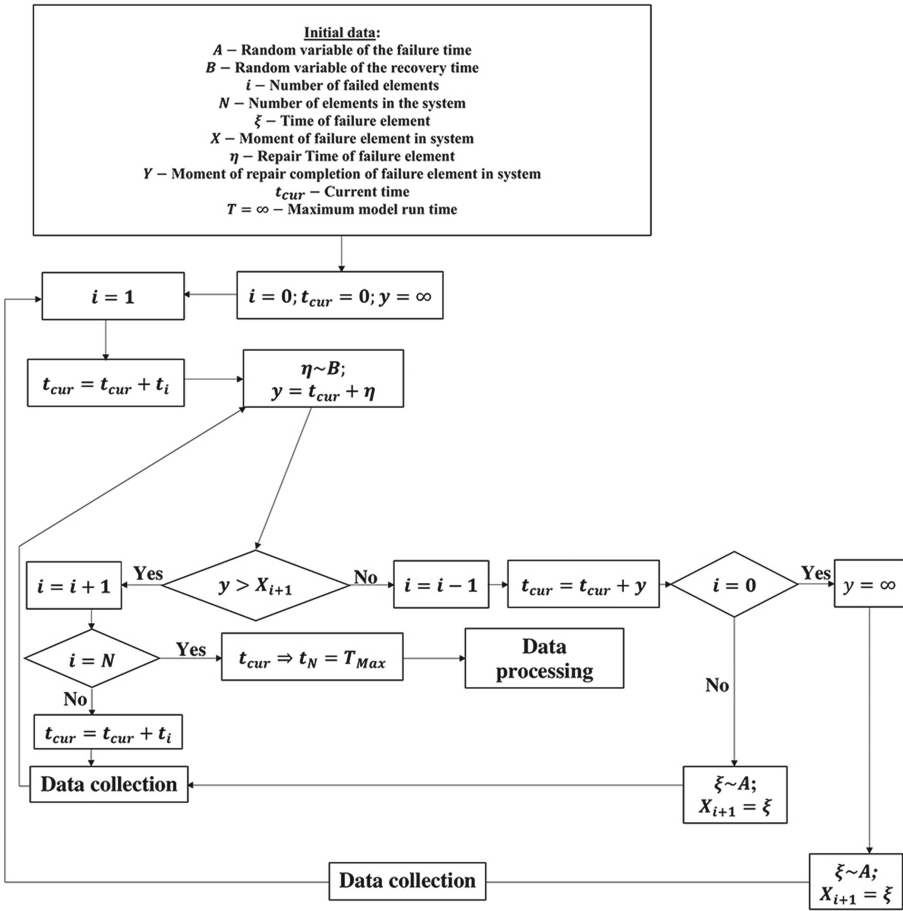 Initial data:
A – Random variable of the failure time
B – Random variable of the recovery time
i – Number of failed elements
N – Number of elements in the system
ξ – Time of failure element
X – Moment of failure element in system
η – Repair Time of failure element
Y – Moment of repair completion of failure element in system
t_cur – Current time
T = ∞ – Maximum model run time
i = 1
i = 0; t_cur = 0; y = ∞
t_cur = t_cur + t_i
η~B;
y = t_cur + η
i = i + 1
Yes
y > X_{i+1}
No
i = i − 1
t_cur = t_cur + y
i = 0
Yes
y = ∞
i = N
Yes
t_cur ⇒ t_N = T_Max
Data
processing
No
No
t_cur = t_cur + t_i
Data collection
ξ~A;
X_{i+1} = ξ
Data collection
ξ~A;
X_{i+1} = ξ